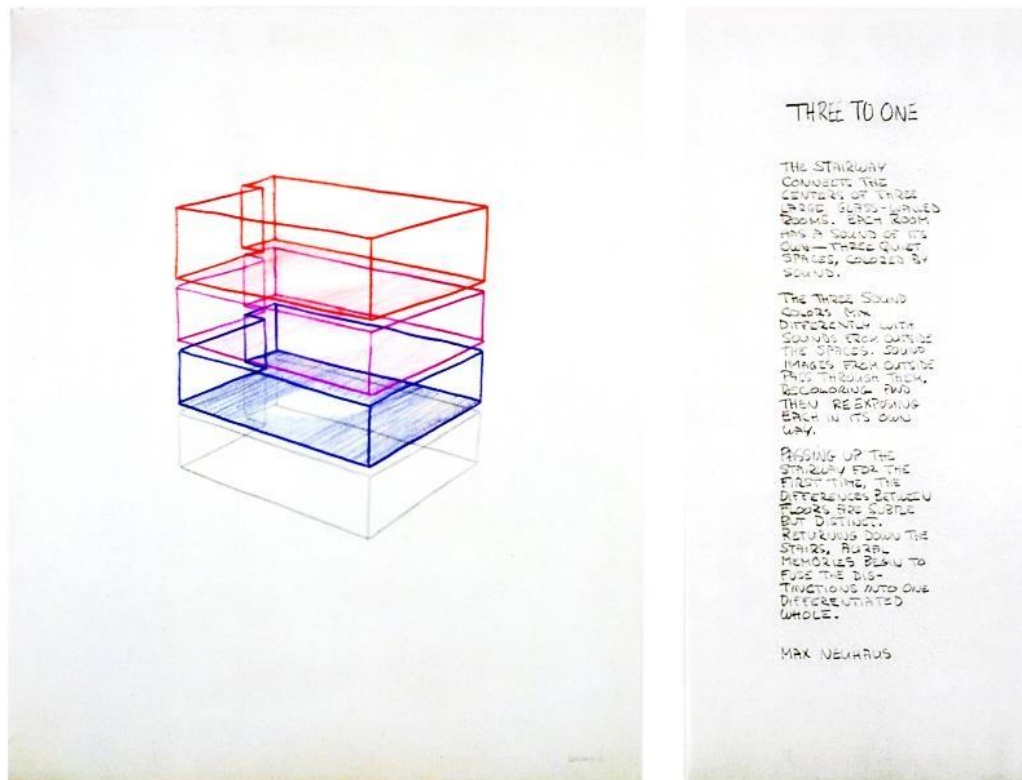 THREE TO ONE
THE STAIRWAY
CONNECTS THE
CENTERS OF THREE
LARGE GLASS-WALLED
ROOMS. EACH ROOM
HAS A SOUND OF ITS
OWN—THREE QUIET
SPACES, COLORED BY
SOUND.
THE THREE SOUND
COLORS MIX
DIFFERENTLY WITH
SOUNDS FROM OUTSIDE
THE SPACES. SOUND
IMAGES FROM OUTSIDE
PASS THROUGH THEM,
RECOLORING AND
THEN REEXPOSING
EACH IN ITS OWN
WAY.
PASSING UP THE
STAIRWAY FOR THE
FIRST TIME, THE
DIFFERENCES BETWEEN
FLOORS ARE SUBTLE
BUT DISTINCT.
RETURNING DOWN THE
STAIRS, AURAL
MEMORIES BEGIN TO
FUSE THE DIS-
TINCTIONS INTO ONE
DIFFERENTIATED
WHOLE.
MAX NEUHAUS